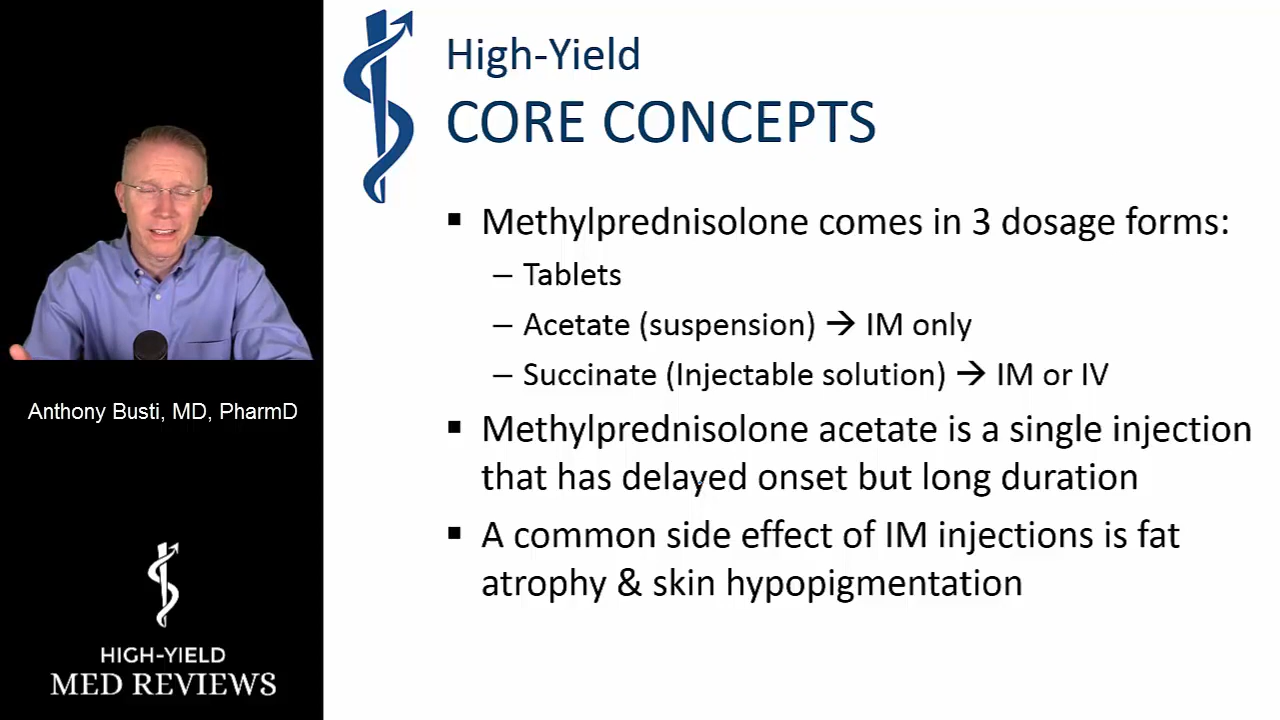 High-Yield
CORE CONCEPTS
▪ Methylprednisolone comes in 3 dosage forms:
– Tablets
– Acetate (suspension) → IM only
– Succinate (Injectable solution) → IM or IV
▪ Methylprednisolone acetate is a single injection
that has delayed onset but long duration
▪ A common side effect of IM injections is fat
atrophy & skin hypopigmentation
Anthony Busti, MD, PharmD
HIGH-YIELD
MED REVIEWS